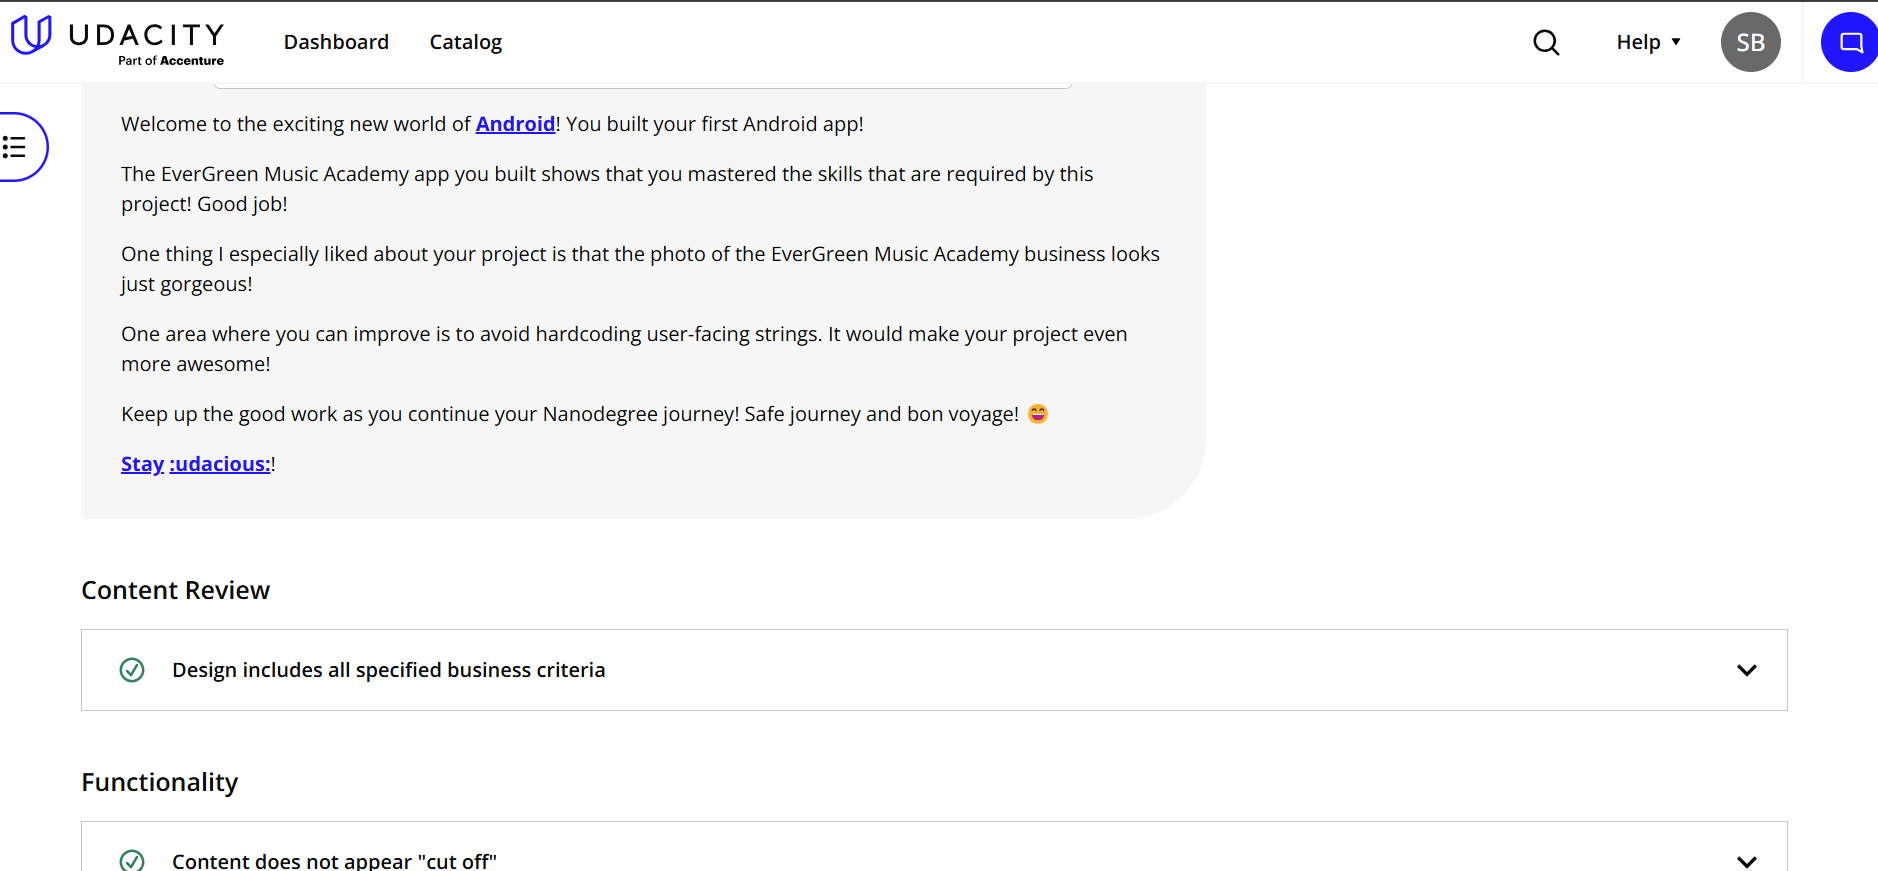 UDACITY
Part of Accenture
Dashboard
Catalog
Help
SB
Welcome to the exciting new world of Android! You built your first Android app!
The EverGreen Music Academy app you built shows that you mastered the skills that are required by this
project! Good job!
One thing I especially liked about your project is that the photo of the EverGreen Music Academy business looks
just gorgeous!
One area where you can improve is to avoid hardcoding user-facing strings. It would make your project even
more awesome!
Keep up the good work as you continue your Nanodegree journey! Safe journey and bon voyage! 😄
Stay :udacious:!
Content Review
Design includes all specified business criteria
Functionality
Content does not appear "cut off"